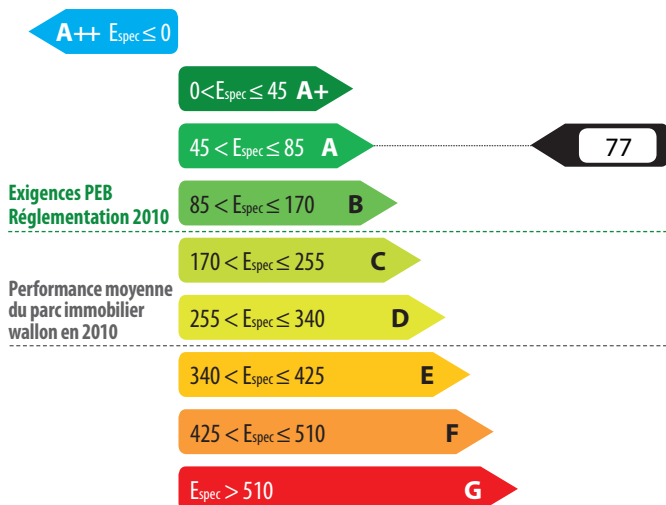 A++ Espec ≤ 0
0<Espec ≤ 45 A+
45 < Espec ≤ 85 A
77
Exigences PEB
Réglementation 2010
85 < Espec ≤ 170 B
170 < Espec ≤ 255 C
Performance moyenne
du parc immobilier
wallon en 2010
255 < Espec ≤ 340 D
340 < Espec ≤ 425 E
425 < Espec ≤ 510 F
Espec > 510 G